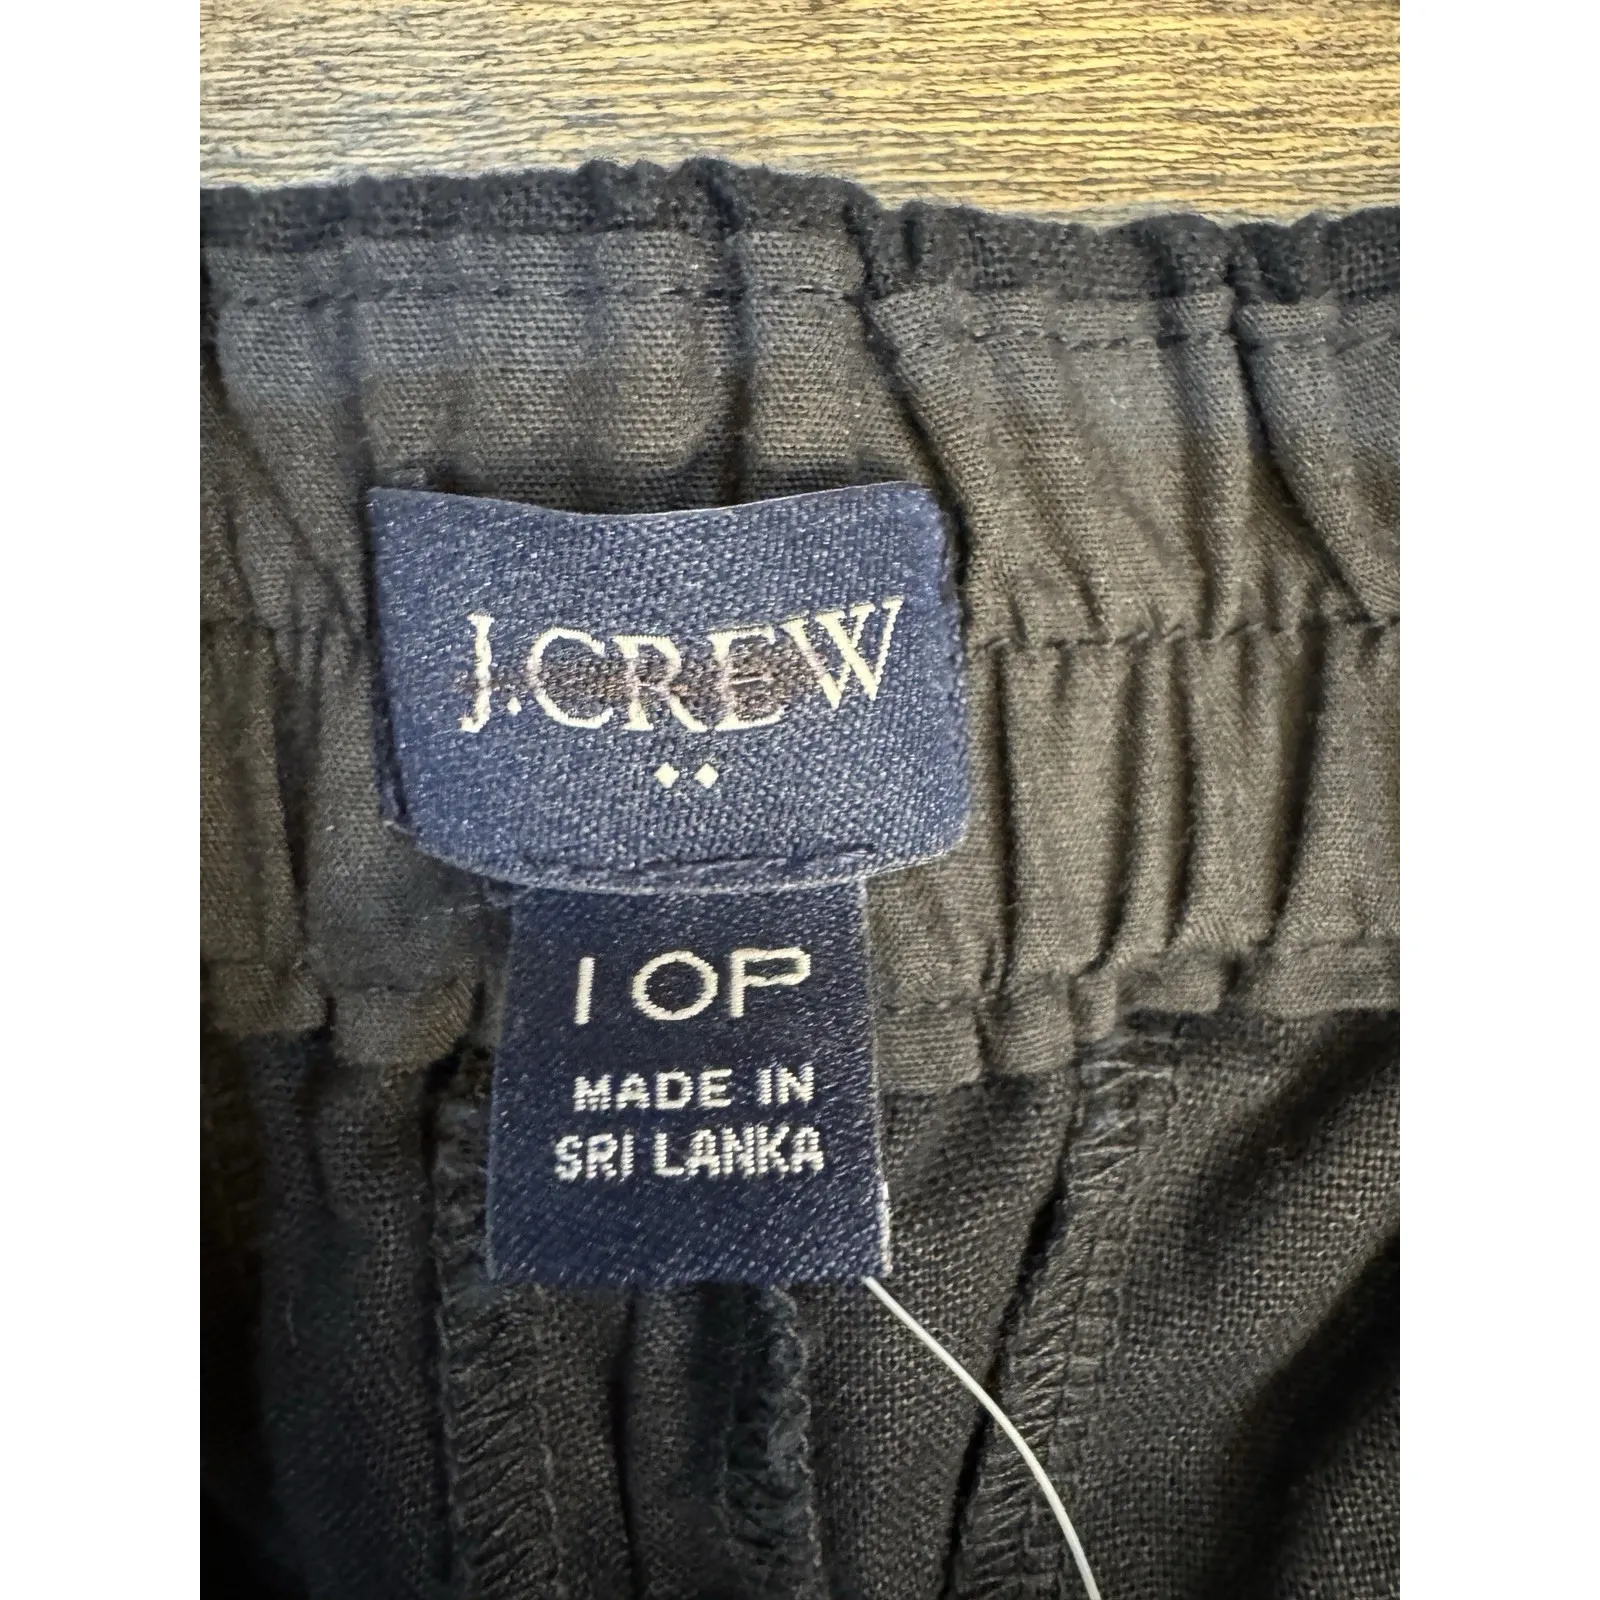 J.CREW
10P
MADE IN
SRI LANKA